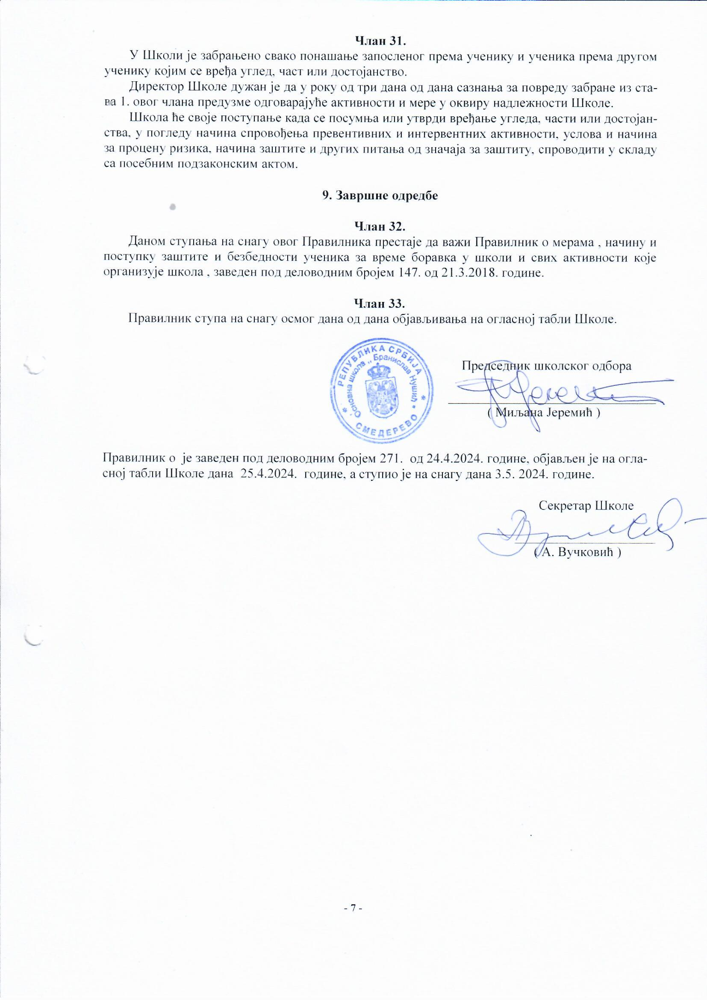 Члан 31.
У Школи је забрањено свако понашање запосленог према ученику и ученика према другом
ученику којим се вређа углед, част или достојанство.
Директор Школе дужан је да у року од три дана од дана сазнања за повреду забране из ста-
ва 1. овог члана предузме одговарајуће активности и мере у оквиру надлежности Школе.
Школа ће своје поступање када се посумња или утврди вређање угледа, части или достојан-
ства, у погледу начина спровођења превентивних и интервентних активности, услова и начина
за процену ризика, начина заштите и других питања од значаја за заштиту, спроводити у складу
са посебним подзаконским актом.
9. Завршне одредбе
Члан 32.
Даном ступања на снагу овог Правилника престаје да важи Правилник о мерама , начину и
поступку заштите и безбедности ученика за време боравка у школи и свих активности које
организује школа , заведен под деловодним бројем 147. од 21.3.2018. године.
Члан 33.
Правилник ступа на снагу осмог дана од дана објављивања на огласној табли Школе.
РЕПУБЛИКА СРБИЈА
Основна школа „ Бранислав Нушић "
* СМЕДЕРЕВО *
Председник школског одбора
( Миљана Јеремић )
Правилник о  је заведен под деловодним бројем 271.  од 24.4.2024. године, објављен је на огла-
сној табли Школе дана  25.4.2024.  године, а ступио је на снагу дана 3.5. 2024. године.
Секретар Школе
( А. Вучковић )
- 7 -